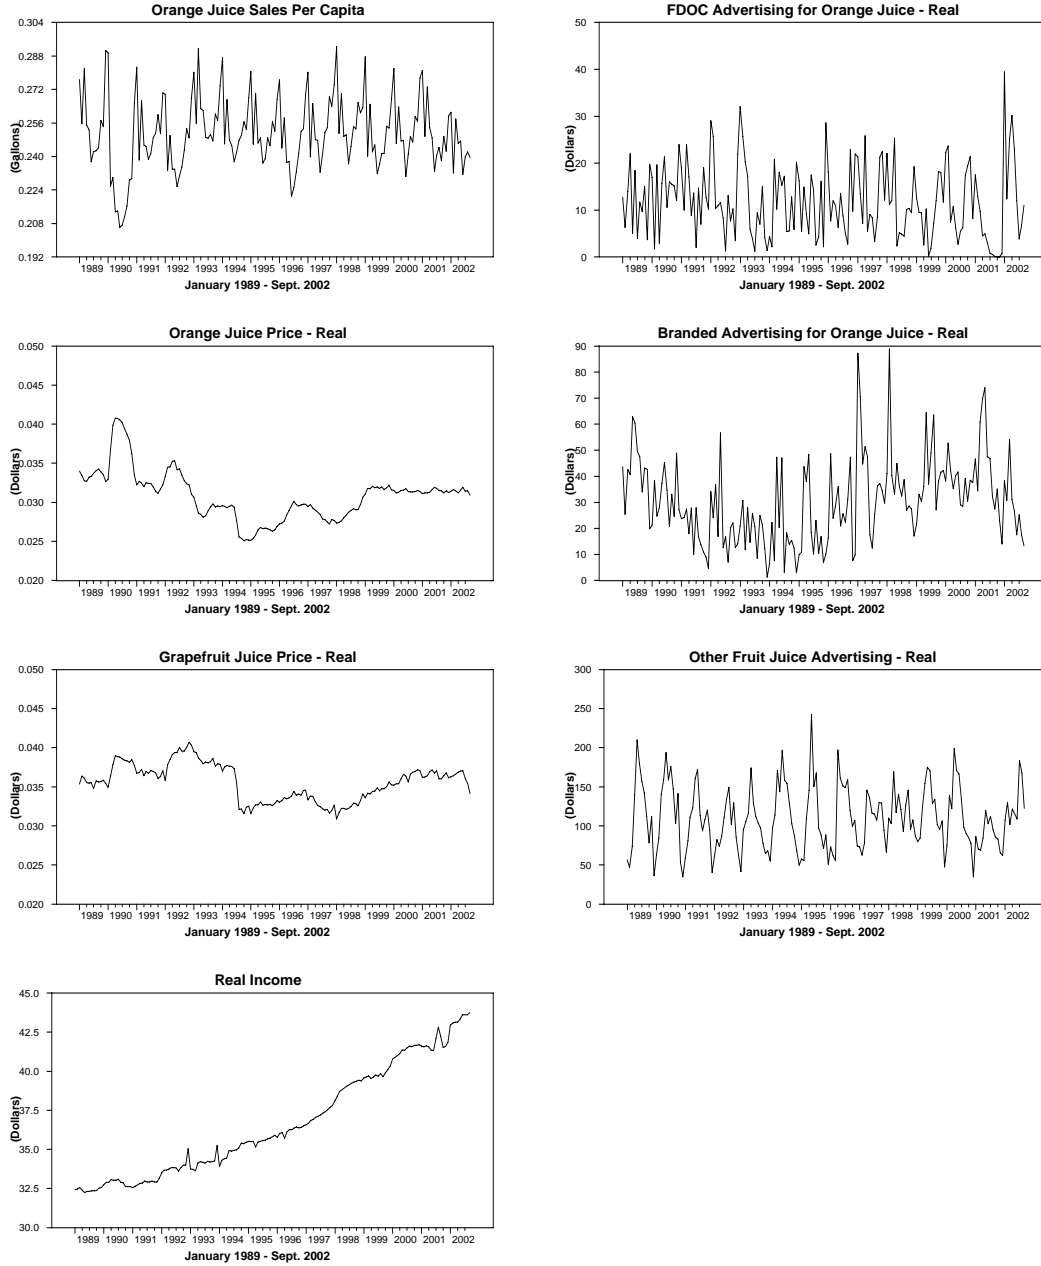 Orange Juice Sales Per Capita
(Gallons)
0.304
0.288
0.272
0.256
0.240
0.224
0.208
0.192
1989 1990 1991 1992 1993 1994 1995 1996 1997 1998 1999 2000 2001 2002
January 1989 - Sept. 2002
FDOC Advertising for Orange Juice - Real
(Dollars)
50
40
30
20
10
0
1989 1990 1991 1992 1993 1994 1995 1996 1997 1998 1999 2000 2001 2002
January 1989 - Sept. 2002
Orange Juice Price - Real
(Dollars)
0.050
0.045
0.040
0.035
0.030
0.025
0.020
1989 1990 1991 1992 1993 1994 1995 1996 1997 1998 1999 2000 2001 2002
January 1989 - Sept. 2002
Branded Advertising for Orange Juice - Real
(Dollars)
90
80
70
60
50
40
30
20
10
0
1989 1990 1991 1992 1993 1994 1995 1996 1997 1998 1999 2000 2001 2002
January 1989 - Sept. 2002
Grapefruit Juice Price - Real
(Dollars)
0.050
0.045
0.040
0.035
0.030
0.025
0.020
1989 1990 1991 1992 1993 1994 1995 1996 1997 1998 1999 2000 2001 2002
January 1989 - Sept. 2002
Other Fruit Juice Advertising - Real
(Dollars)
300
250
200
150
100
50
0
1989 1990 1991 1992 1993 1994 1995 1996 1997 1998 1999 2000 2001 2002
January 1989 - Sept. 2002
Real Income
(Dollars)
45.0
42.5
40.0
37.5
35.0
32.5
30.0
1989 1990 1991 1992 1993 1994 1995 1996 1997 1998 1999 2000 2001 2002
January 1989 - Sept. 2002